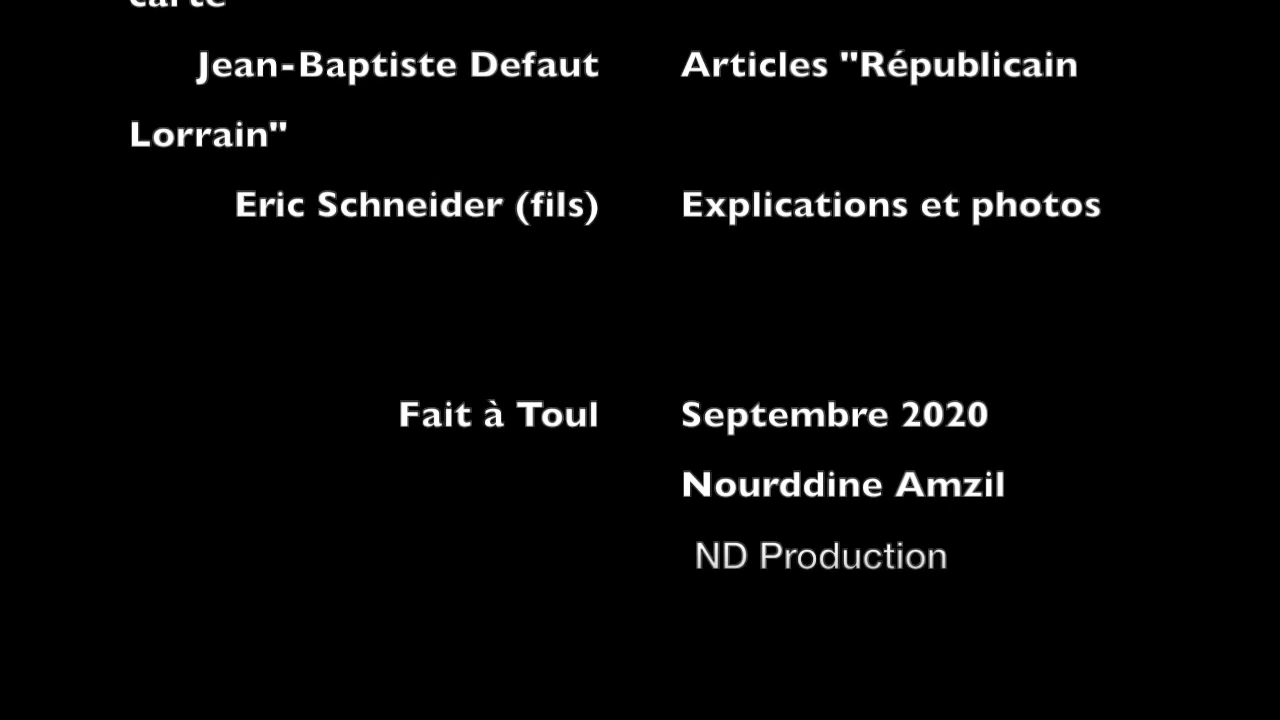 carte
Jean-Baptiste Defaut Articles "Républicain
Lorrain"
Eric Schneider (fils) Explications et photos
Fait à Toul Septembre 2020
Nourddine Amzil
ND Production